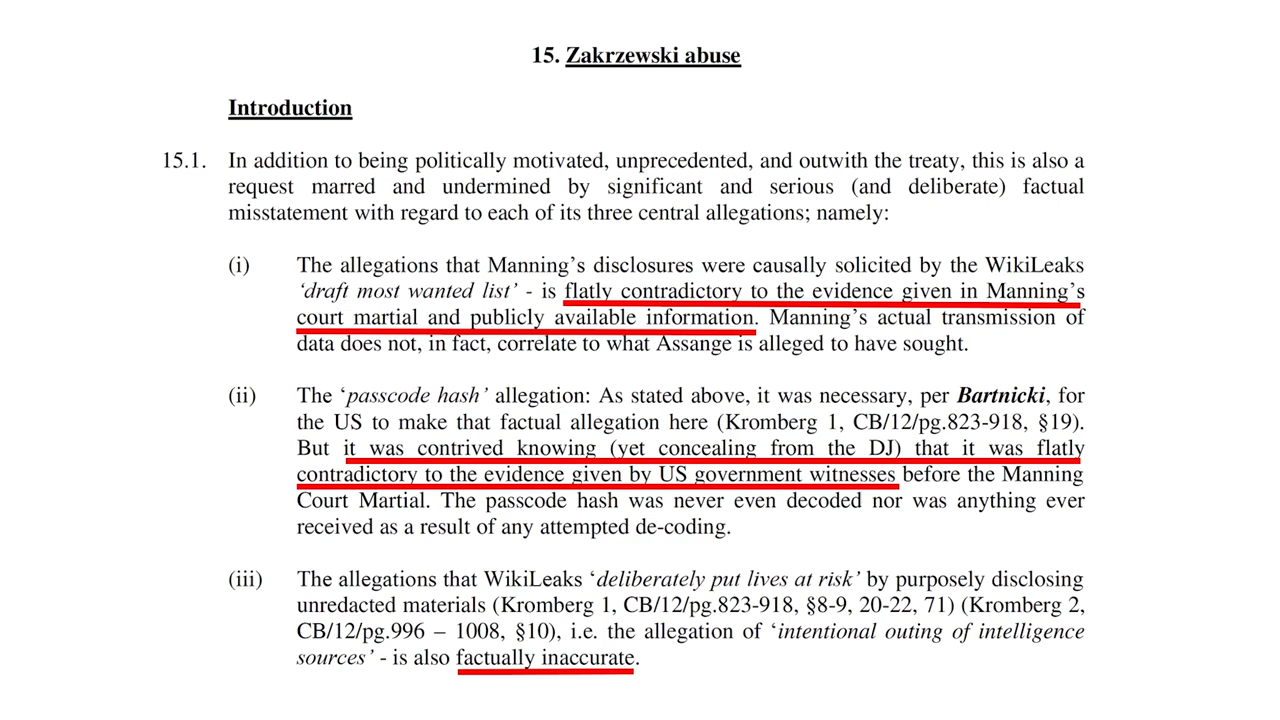 15. Zakrzewski abuse
Introduction
15.1. In addition to being politically motivated, unprecedented, and outwith the treaty, this is also a
request marred and undermined by significant and serious (and deliberate) factual
misstatement with regard to each of its three central allegations; namely:
(i) The allegations that Manning’s disclosures were causally solicited by the WikiLeaks
‘draft most wanted list’ - is flatly contradictory to the evidence given in Manning’s
court martial and publicly available information. Manning’s actual transmission of
data does not, in fact, correlate to what Assange is alleged to have sought.
(ii) The ‘passcode hash’ allegation: As stated above, it was necessary, per Bartnicki, for
the US to make that factual allegation here (Kromberg 1, CB/12/pg.823-918, §19).
But it was contrived knowing (yet concealing from the DJ) that it was flatly
contradictory to the evidence given by US government witnesses before the Manning
Court Martial. The passcode hash was never even decoded nor was anything ever
received as a result of any attempted de-coding.
(iii) The allegations that WikiLeaks ‘deliberately put lives at risk’ by purposely disclosing
unredacted materials (Kromberg 1, CB/12/pg.823-918, §8-9, 20-22, 71) (Kromberg 2,
CB/12/pg.996 – 1008, §10), i.e. the allegation of ‘intentional outing of intelligence
sources’ - is also factually inaccurate.